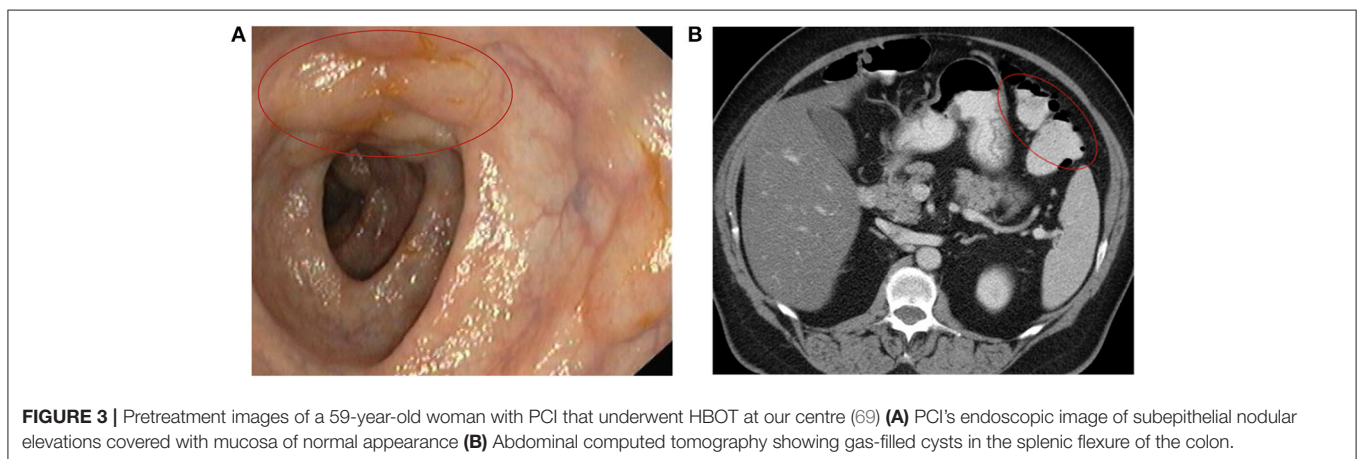 A
B
FIGURE 3 | Pretreatment images of a 59-year-old woman with PCI that underwent HBOT at our centre (69) (A) PCI's endoscopic image of subepithelial nodular
elevations covered with mucosa of normal appearance (B) Abdominal computed tomography showing gas-filled cysts in the splenic flexure of the colon.